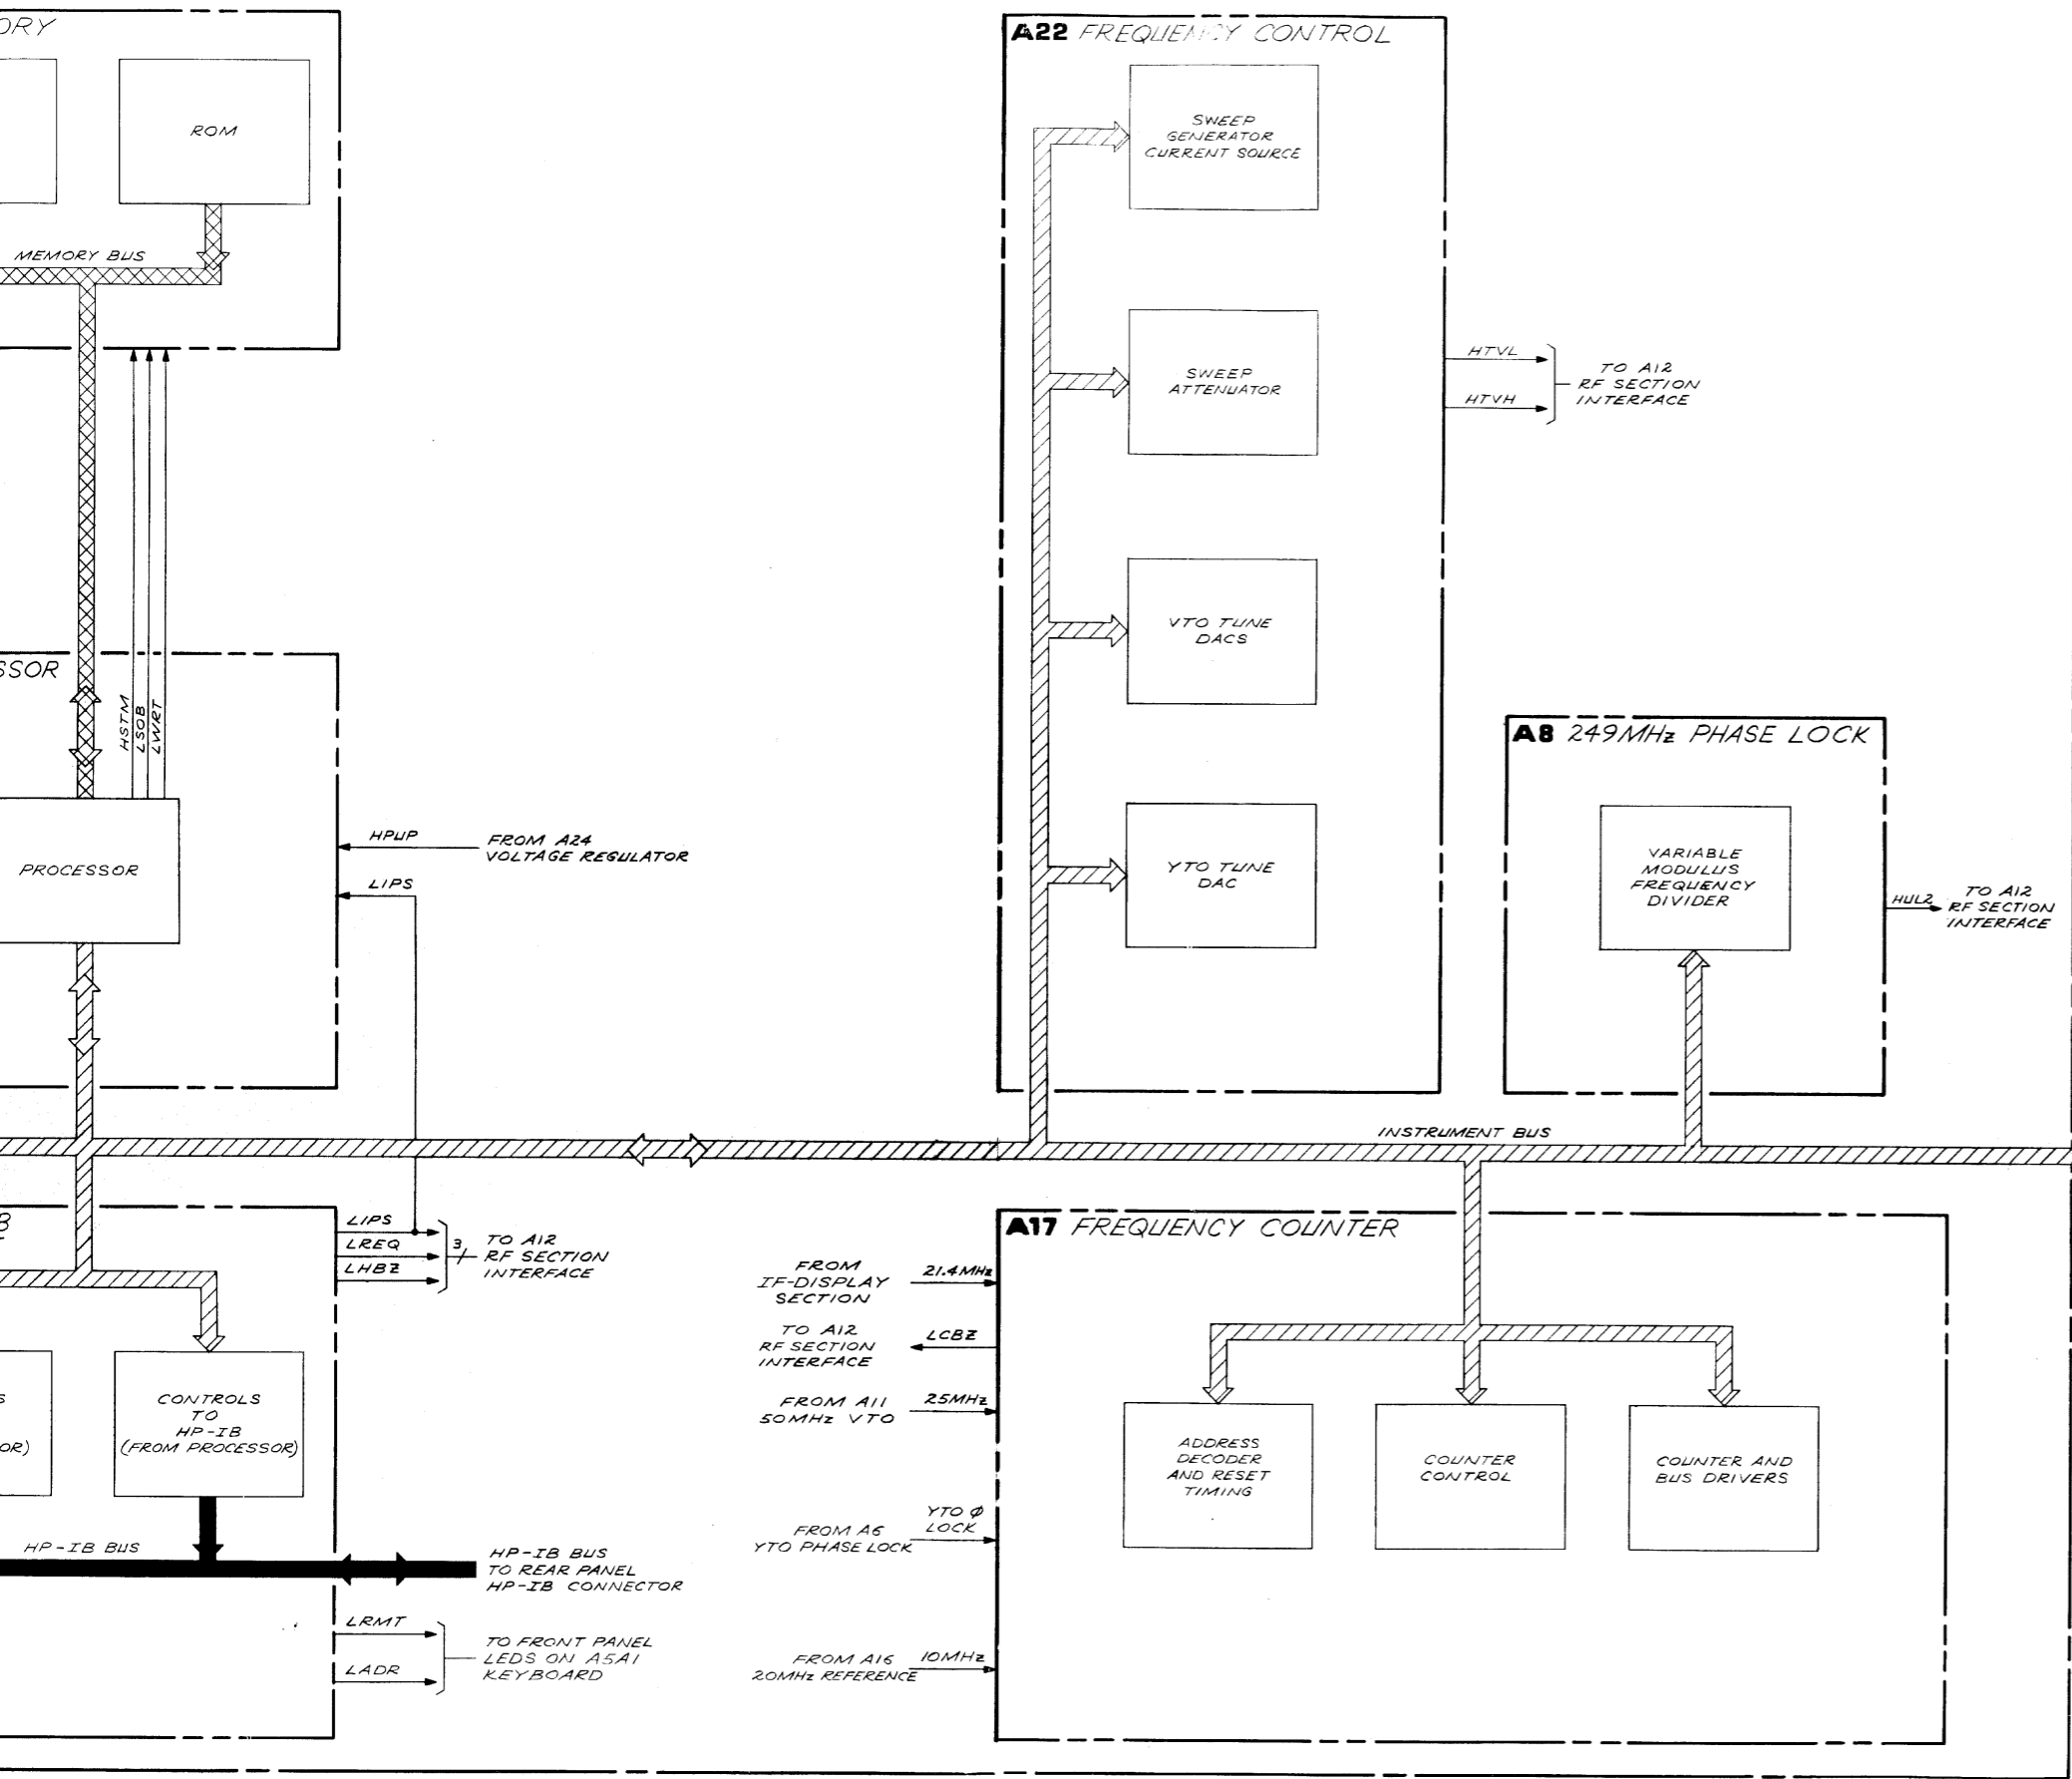 ORY
ROM
MEMORY BUS
SSOR
HSTM
LSOB
LWRT
PROCESSOR
HPUP
FROM A24
VOLTAGE REGULATOR
LIPS
A22 FREQUENCY CONTROL
SWEEP
GENERATOR
CURRENT SOURCE
SWEEP
ATTENUATOR
VTO TUNE
DACS
YTO TUNE
DAC
HTVL
HTVH
TO A12
RF SECTION
INTERFACE
A8 249MHz PHASE LOCK
VARIABLE
MODULUS
FREQUENCY
DIVIDER
HUL2
TO A12
RF SECTION
INTERFACE
INSTRUMENT BUS
B
LIPS
LREQ
LHBZ
3
TO A12
RF SECTION
INTERFACE
S
OR)
CONTROLS
TO
HP-IB
(FROM PROCESSOR)
HP-IB BUS
HP-IB BUS
TO REAR PANEL
HP-IB CONNECTOR
LRMT
LADR
TO FRONT PANEL
LEDS ON A5A1
KEYBOARD
A17 FREQUENCY COUNTER
FROM
IF-DISPLAY
SECTION
21.4MHz
TO A12
RF SECTION
INTERFACE
LCBZ
FROM A11
50MHz VTO
25MHz
FROM A6
YTO PHASE LOCK
YTO Ø
LOCK
FROM A16
20MHz REFERENCE
10MHz
ADDRESS
DECODER
AND RESET
TIMING
COUNTER
CONTROL
COUNTER AND
BUS DRIVERS